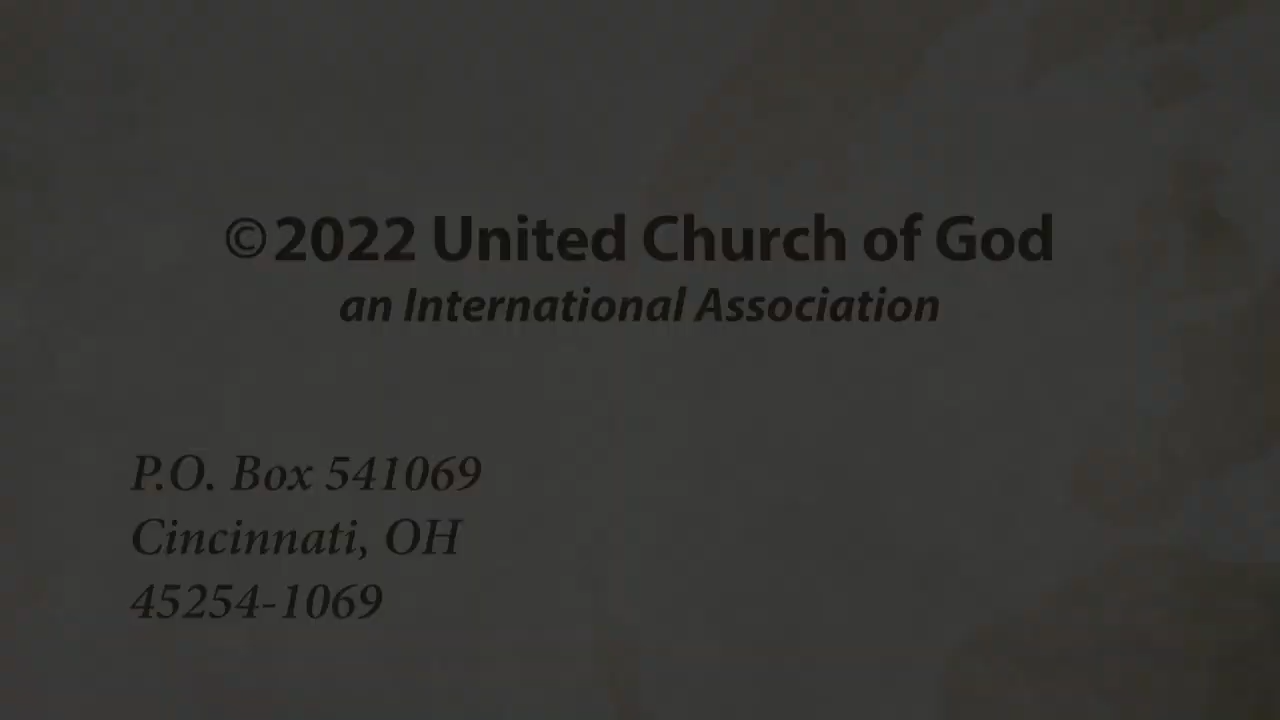 ©2022 United Church of God
an International Association
P.O. Box 541069
Cincinnati, OH
45254-1069